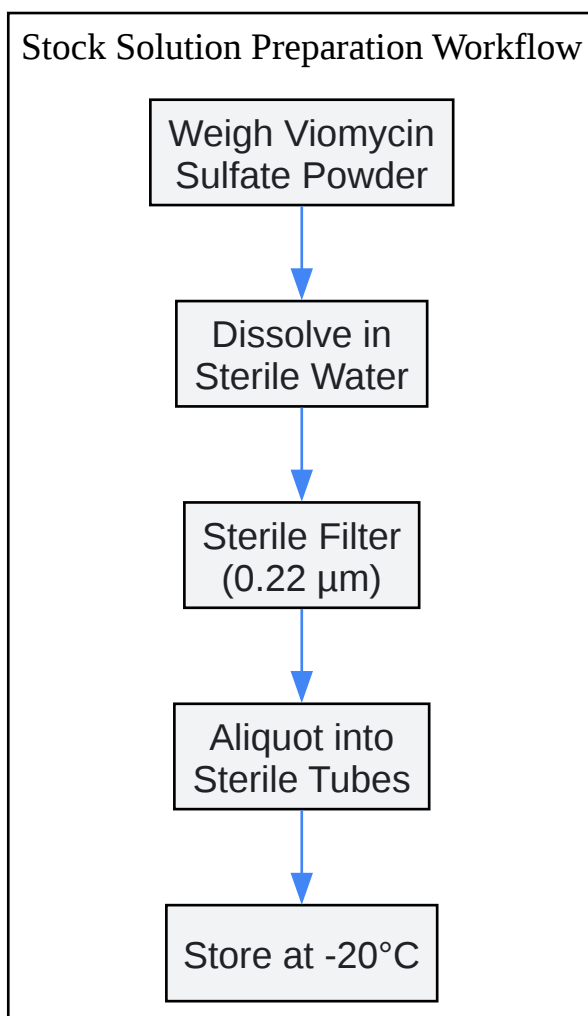 Stock Solution Preparation Workflow
Weigh Viomycin
Sulfate Powder
Dissolve in
Sterile Water
Sterile Filter
(0.22 µm)
Aliquot into
Sterile Tubes
Store at -20°C